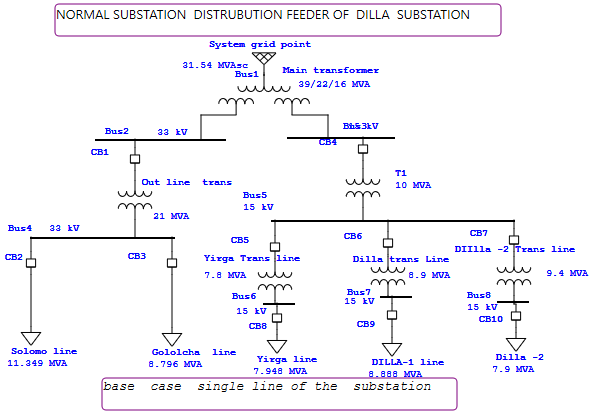 NORMAL SUBSTATION DISTRUBUTION FEEDER OF DILLA SUBSTATION
System grid point
31.54 MVAsc
Bus1
Main transformer
39/22/16 MVA
Bus2 33 kV
Bus3 kV
CB1
CB4
Out line trans
21 MVA
T1
10 MVA
Bus5
15 kV
Bus4 33 kV
CB2
CB3
CB5
CB6
CB7
Yirga Trans line
7.8 MVA
Dilla trans Line
8.9 MVA
DIIlla -2 Trans line
9.4 MVA
Bus6
15 kV
Bus7
15 kV
Bus8
15 kV
CB8
CB9
CB10
Solomo line
11.349 MVA
Gololcha line
8.796 MVA
Yirga line
7.948 MVA
DILLA-1 line
8.888 MVA
Dilla -2
7.9 MVA
base case single line of the substation